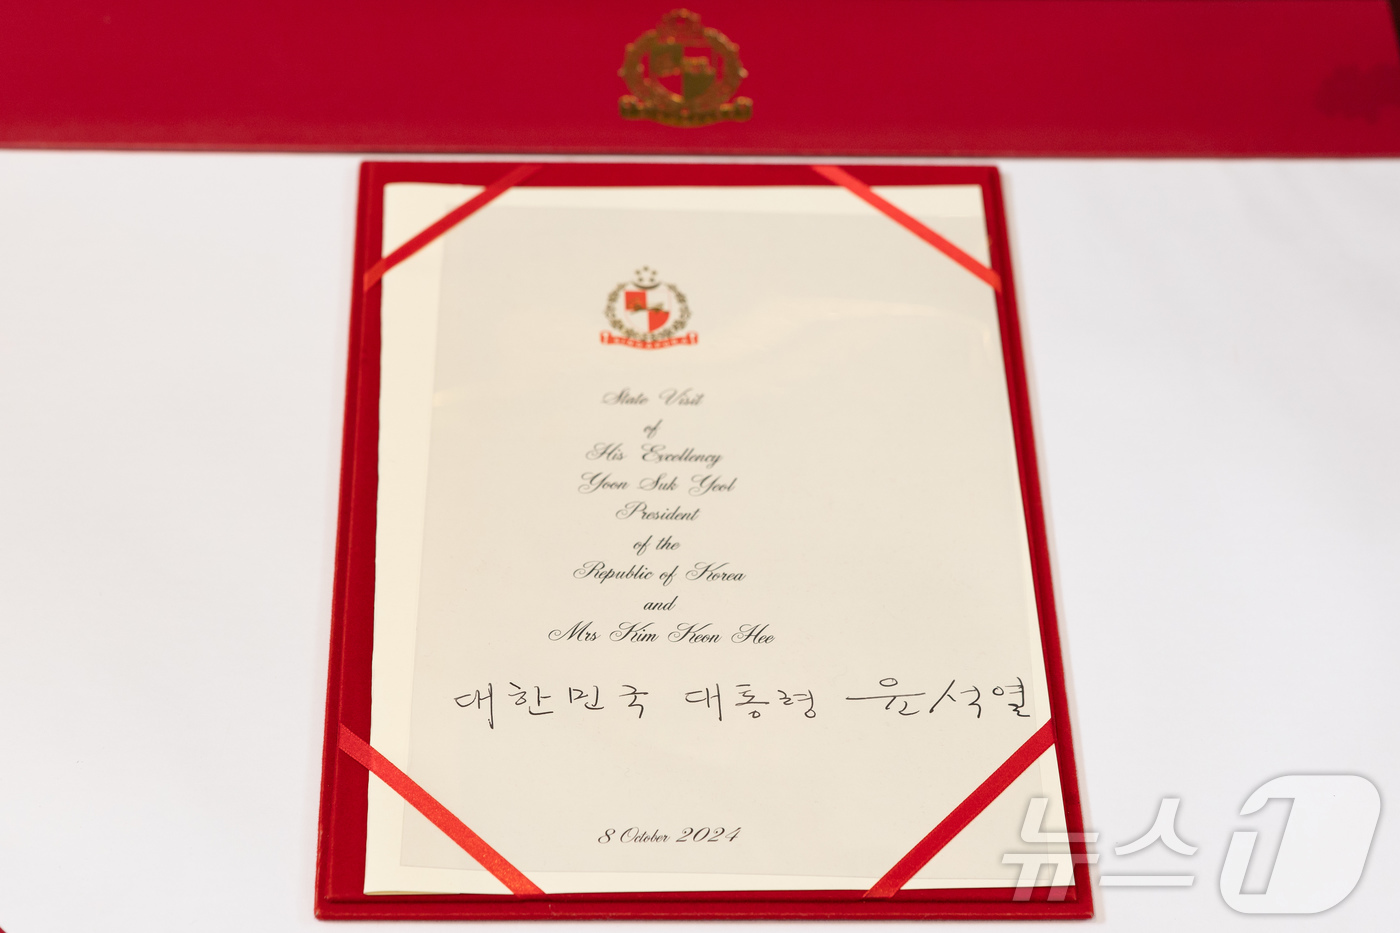 State Visit
of
His Excellency
Yoon Suk Yeol
President
of the
Republic of Korea
and
Mrs Kim Keon Hee
대한민국 대통령 윤석열
8 October 2024
뉴스1